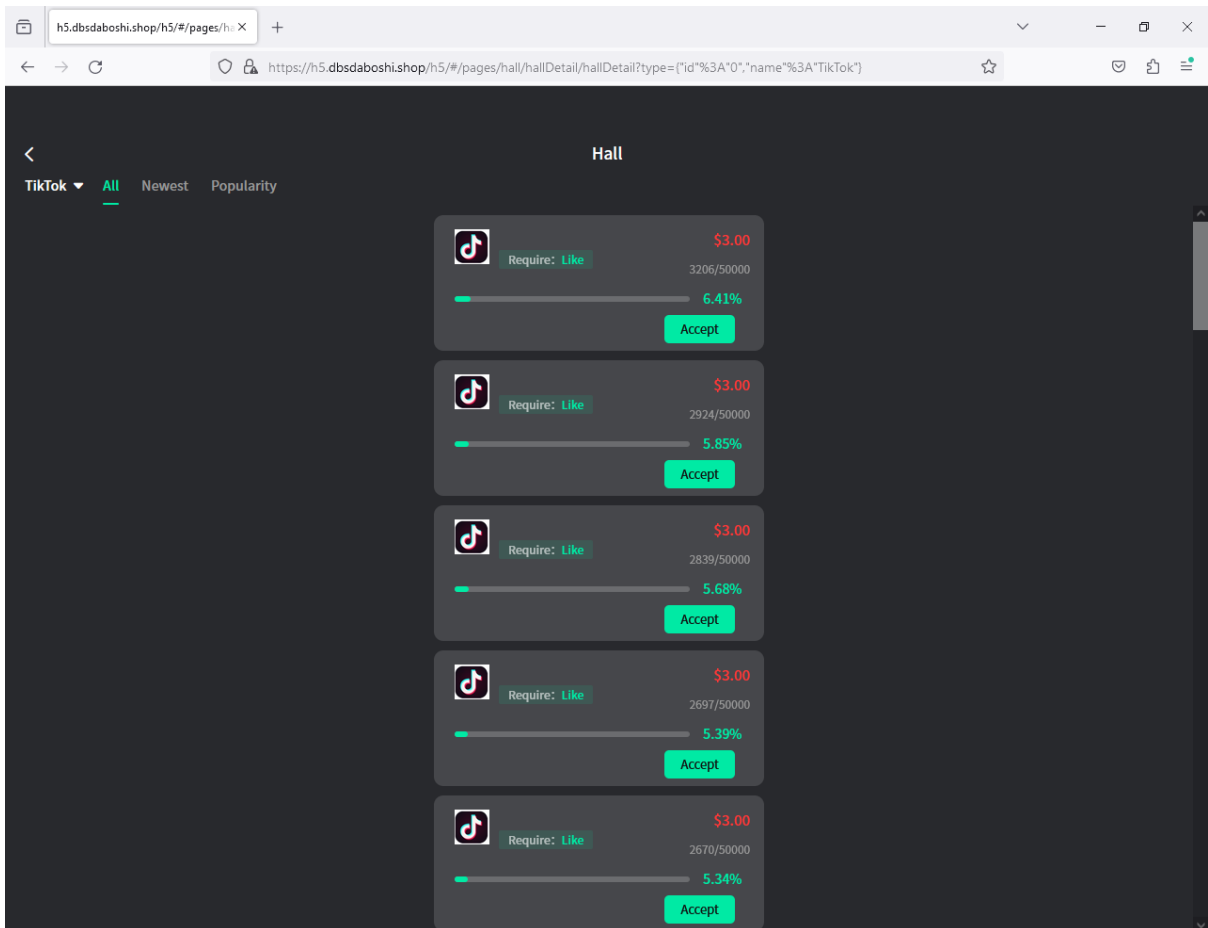 h5.dbsdaboshi.shop/h5/#/pages/ha
https://h5.dbsdaboshi.shop/h5/#/pages/hall/hallDetail/hallDetail?type={"id"%3A"0","name"%3A"TikTok"}
Hall
TikTok All Newest Popularity
$3.00
Require: Like
3206/50000
6.41%
Accept
$3.00
Require: Like
2924/50000
5.85%
Accept
$3.00
Require: Like
2839/50000
5.68%
Accept
$3.00
Require: Like
2697/50000
5.39%
Accept
$3.00
Require: Like
2670/50000
5.34%
Accept